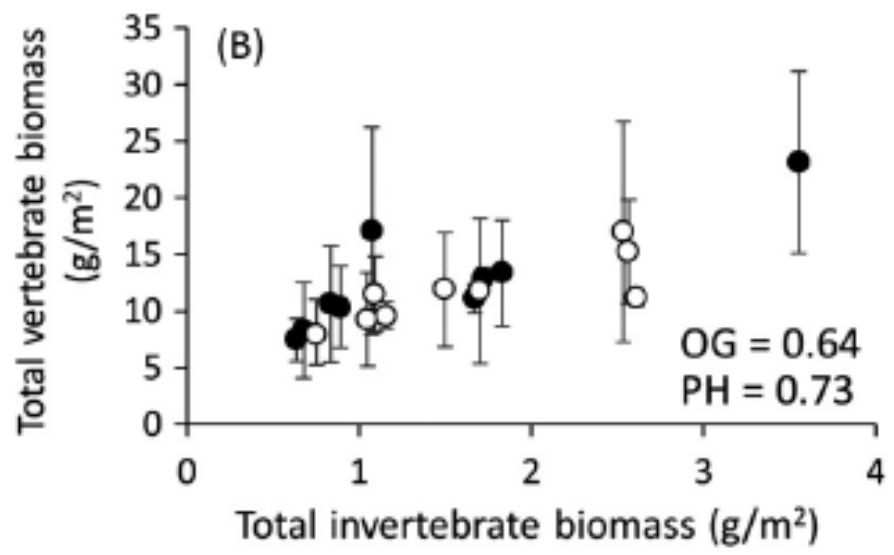 Total vertebrate biomass
(g/m²)
35
30
25
20
15
10
5
0
(B)
OG = 0.64
PH = 0.73
0 1 2 3 4
Total invertebrate biomass (g/m²)